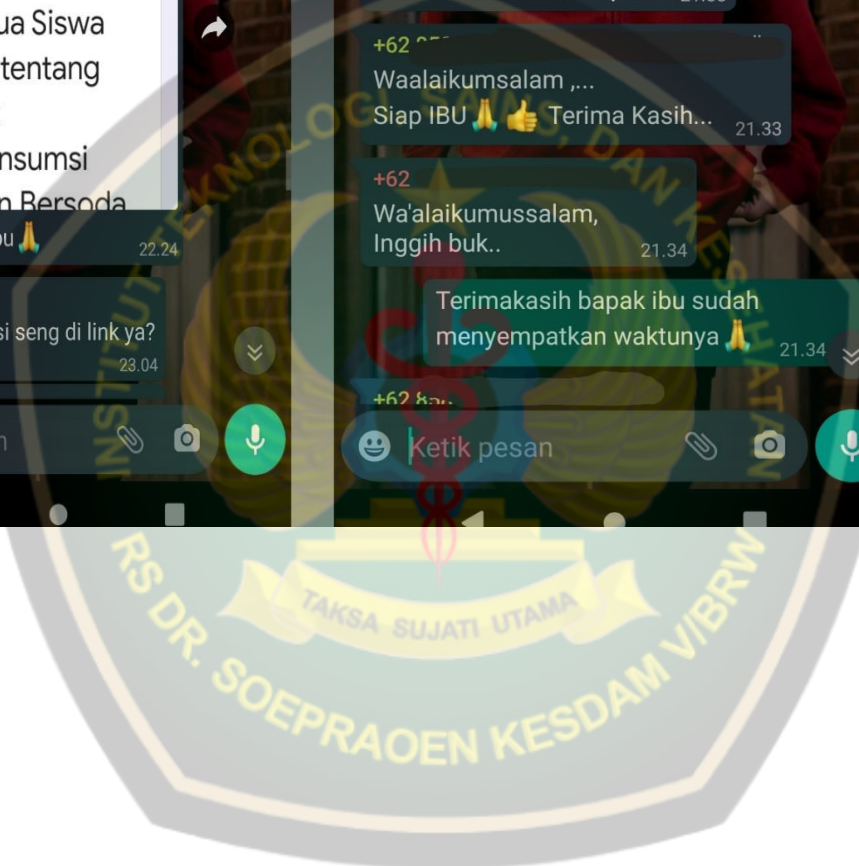 ua Siswa
tentang
nsumsi
n Bersoda
bu🙏
22.24
si seng di link ya?
23.04
+62
Waalaikumsalam ,...
Siap IBU🙏👍 Terima Kasih...
21.33
+62
Wa'alaikumussalam,
Inggih buk..
21.34
Terimakasih bapak ibu sudah
menyempatkan waktunya🙏
21.34
+62
Ketik pesan
INSTITUT TEKNOLOGI, SAINS, DAN KESEHATAN
TAKSA SUJATI UTAMA
RS DR. SOEPRAOEN KESDAM V/BRW